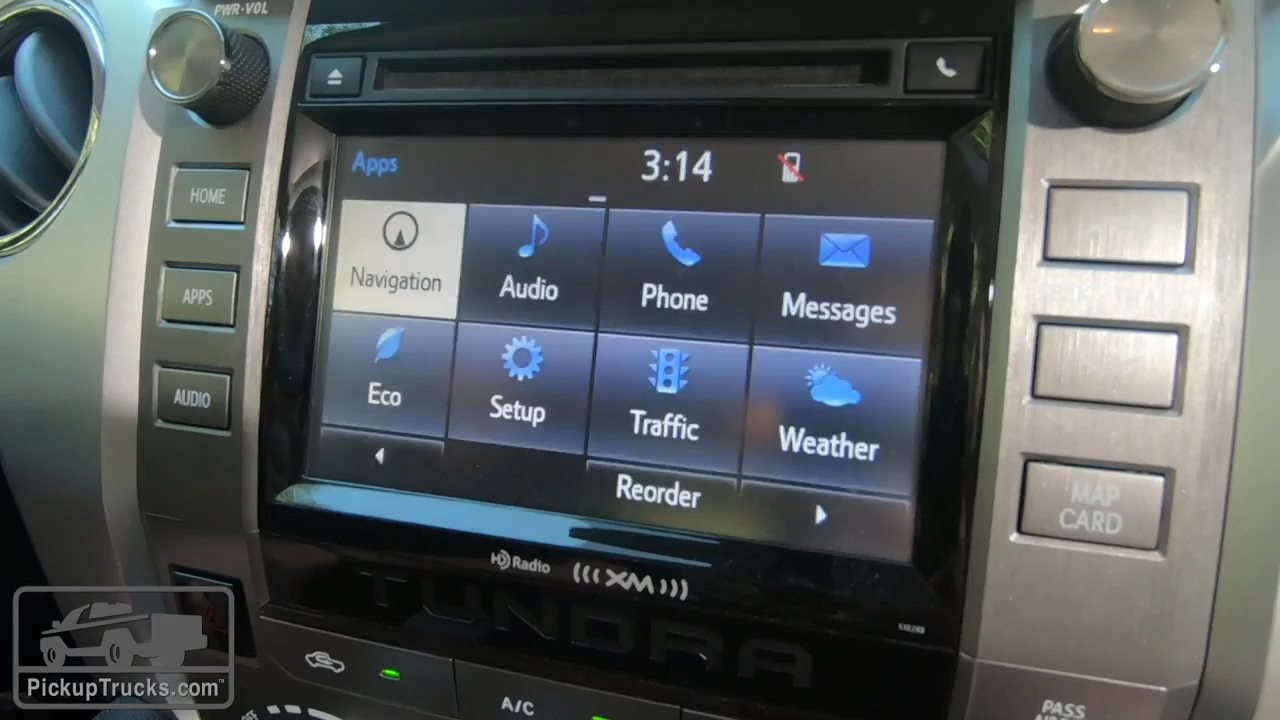 PWR·VOL
HOME
APPS
AUDIO
Apps
3:14
Navigation
Audio
Phone
Messages
Eco
Setup
Traffic
Weather
Reorder
MAP
CARD
HD Radio
(((XM)))
TUNDRA
A/C
PASS
PickupTrucks.com™